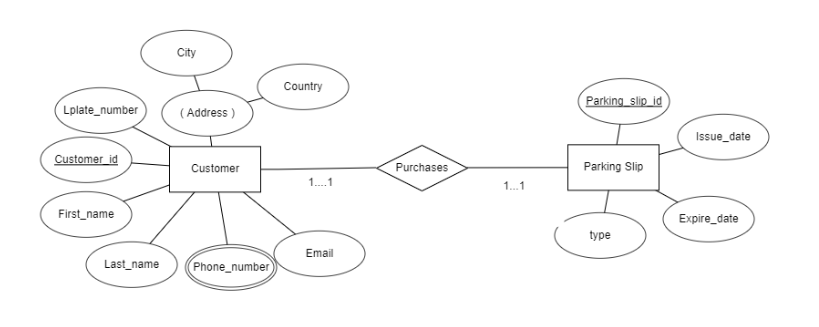 City
Country
Lplate_number
( Address )
Parking_slip_id
Issue_date
Customer_id
Customer
Purchases
Parking Slip
1....1
1...1
First_name
Expire_date
type
Last_name
Phone_number
Email